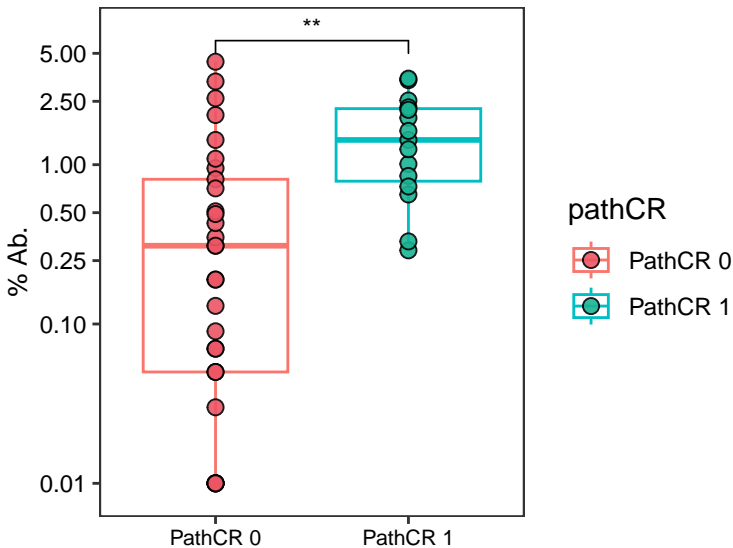 **
5.00
2.50
1.00
0.50
0.25
0.10
0.01
% Ab.
PathCR 0
PathCR 1
pathCR
PathCR 0
PathCR 1